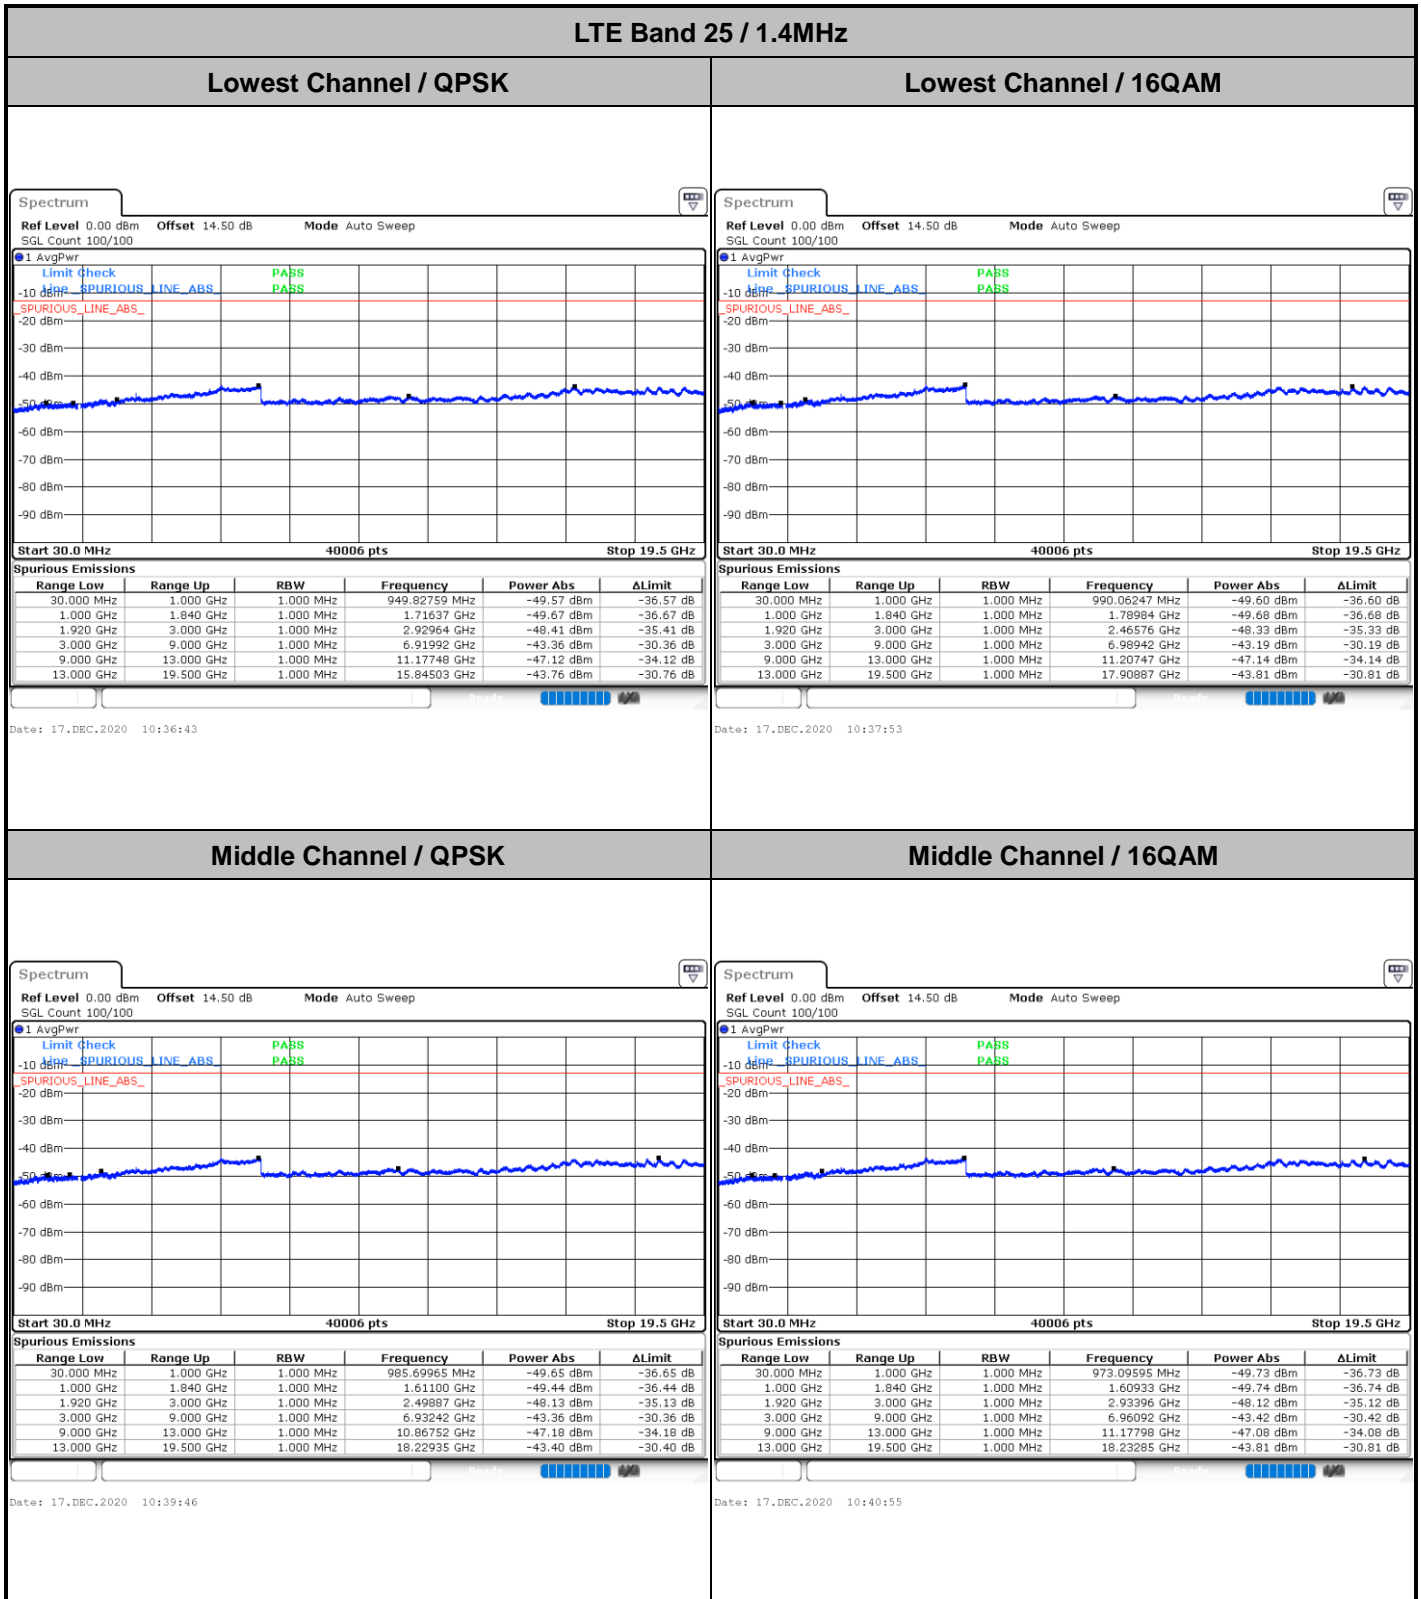 LTE Band 25 / 1.4MHz
Lowest Channel / QPSK
Lowest Channel / 16QAM
Spectrum
Ref Level 0.00 dBm Offset 14.50 dB Mode Auto Sweep
SGL Count 100/100
1 AvgPwr
Limit Check PASS
Line _SPURIOUS_LINE_ABS_ PASS
-10 dBm
_SPURIOUS_LINE_ABS_
-20 dBm
-30 dBm
-40 dBm
-50 dBm
-60 dBm
-70 dBm
-80 dBm
-90 dBm
Start 30.0 MHz 40006 pts Stop 19.5 GHz
Spurious Emissions
Range Low Range Up RBW Frequency Power Abs ΔLimit
30.000 MHz 1.000 GHz 1.000 MHz 949.82759 MHz -49.57 dBm -36.57 dB
1.000 GHz 1.840 GHz 1.000 MHz 1.71637 GHz -49.67 dBm -36.67 dB
1.920 GHz 3.000 GHz 1.000 MHz 2.92964 GHz -48.41 dBm -35.41 dB
3.000 GHz 9.000 GHz 1.000 MHz 6.91992 GHz -43.36 dBm -30.36 dB
9.000 GHz 13.000 GHz 1.000 MHz 11.17748 GHz -47.12 dBm -34.12 dB
13.000 GHz 19.500 GHz 1.000 MHz 15.84503 GHz -43.76 dBm -30.76 dB
Date: 17.DEC.2020 10:36:43
Spectrum
Ref Level 0.00 dBm Offset 14.50 dB Mode Auto Sweep
SGL Count 100/100
1 AvgPwr
Limit Check PASS
Line _SPURIOUS_LINE_ABS_ PASS
-10 dBm
_SPURIOUS_LINE_ABS_
-20 dBm
-30 dBm
-40 dBm
-50 dBm
-60 dBm
-70 dBm
-80 dBm
-90 dBm
Start 30.0 MHz 40006 pts Stop 19.5 GHz
Spurious Emissions
Range Low Range Up RBW Frequency Power Abs ΔLimit
30.000 MHz 1.000 GHz 1.000 MHz 990.06247 MHz -49.60 dBm -36.60 dB
1.000 GHz 1.840 GHz 1.000 MHz 1.78984 GHz -49.68 dBm -36.68 dB
1.920 GHz 3.000 GHz 1.000 MHz 2.46576 GHz -48.33 dBm -35.33 dB
3.000 GHz 9.000 GHz 1.000 MHz 6.98942 GHz -43.19 dBm -30.19 dB
9.000 GHz 13.000 GHz 1.000 MHz 11.20747 GHz -47.14 dBm -34.14 dB
13.000 GHz 19.500 GHz 1.000 MHz 17.90887 GHz -43.81 dBm -30.81 dB
Date: 17.DEC.2020 10:37:53
Middle Channel / QPSK
Middle Channel / 16QAM
Spectrum
Ref Level 0.00 dBm Offset 14.50 dB Mode Auto Sweep
SGL Count 100/100
1 AvgPwr
Limit Check PASS
Line _SPURIOUS_LINE_ABS_ PASS
-10 dBm
_SPURIOUS_LINE_ABS_
-20 dBm
-30 dBm
-40 dBm
-50 dBm
-60 dBm
-70 dBm
-80 dBm
-90 dBm
Start 30.0 MHz 40006 pts Stop 19.5 GHz
Spurious Emissions
Range Low Range Up RBW Frequency Power Abs ΔLimit
30.000 MHz 1.000 GHz 1.000 MHz 985.69965 MHz -49.65 dBm -36.65 dB
1.000 GHz 1.840 GHz 1.000 MHz 1.61100 GHz -49.44 dBm -36.44 dB
1.920 GHz 3.000 GHz 1.000 MHz 2.49887 GHz -48.13 dBm -35.13 dB
3.000 GHz 9.000 GHz 1.000 MHz 6.93242 GHz -43.36 dBm -30.36 dB
9.000 GHz 13.000 GHz 1.000 MHz 10.86752 GHz -47.18 dBm -34.18 dB
13.000 GHz 19.500 GHz 1.000 MHz 18.22935 GHz -43.40 dBm -30.40 dB
Date: 17.DEC.2020 10:39:46
Spectrum
Ref Level 0.00 dBm Offset 14.50 dB Mode Auto Sweep
SGL Count 100/100
1 AvgPwr
Limit Check PASS
Line _SPURIOUS_LINE_ABS_ PASS
-10 dBm
_SPURIOUS_LINE_ABS_
-20 dBm
-30 dBm
-40 dBm
-50 dBm
-60 dBm
-70 dBm
-80 dBm
-90 dBm
Start 30.0 MHz 40006 pts Stop 19.5 GHz
Spurious Emissions
Range Low Range Up RBW Frequency Power Abs ΔLimit
30.000 MHz 1.000 GHz 1.000 MHz 973.09595 MHz -49.73 dBm -36.73 dB
1.000 GHz 1.840 GHz 1.000 MHz 1.60933 GHz -49.74 dBm -36.74 dB
1.920 GHz 3.000 GHz 1.000 MHz 2.93396 GHz -48.12 dBm -35.12 dB
3.000 GHz 9.000 GHz 1.000 MHz 6.96092 GHz -43.42 dBm -30.42 dB
9.000 GHz 13.000 GHz 1.000 MHz 11.17798 GHz -47.08 dBm -34.08 dB
13.000 GHz 19.500 GHz 1.000 MHz 18.23285 GHz -43.81 dBm -30.81 dB
Date: 17.DEC.2020 10:40:55